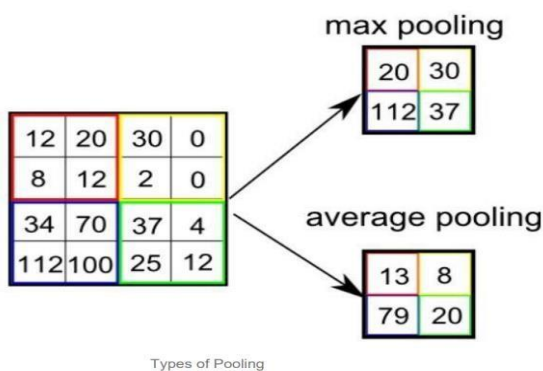 max pooling
20 30
112 37
12 20 30 0
8 12 2 0
34 70 37 4
112 100 25 12
average pooling
13 8
79 20
Types of Pooling